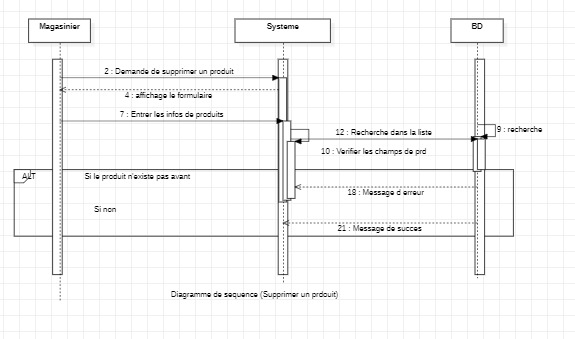 Magasinier
Systeme
BD
2 : Demande de supprimer un produit
4 : affichage le formulaire
7 : Entrer les infos de produits
9 : recherche
12 : Recherche dans la liste
10 : Verifier les champs de prd
ALT
Si le produit n'existe pas avant
18 : Message d erreur
Si non
21 : Message de succes
Diagramme de sequence (Supprimer un prdouit)